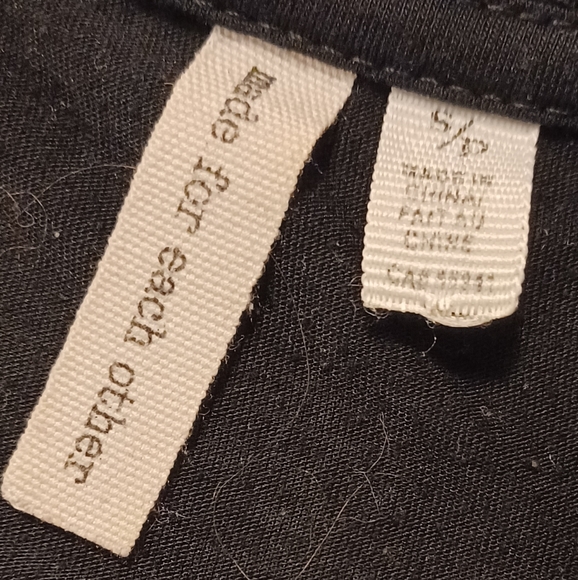 made for each other
S/P
MADE IN
CHINA/
FAIT AU
CHINE